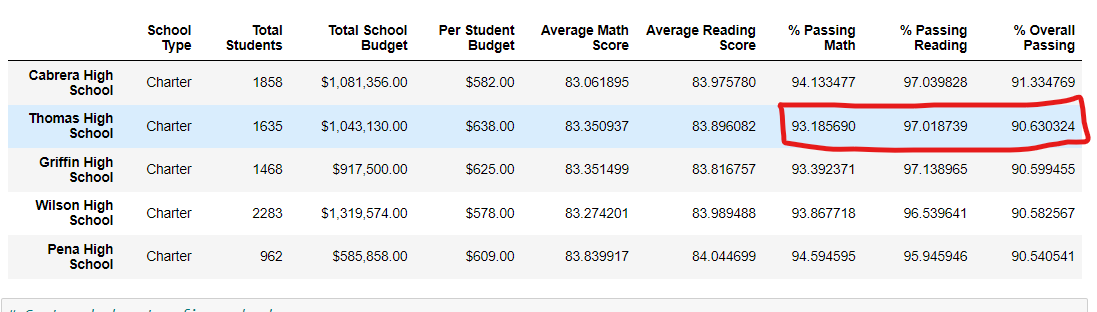 School Type Total Students Total School Budget Per Student Budget Average Math Score Average Reading Score % Passing Math % Passing Reading % Overall Passing
Cabrera High School Charter 1858 $1,081,356.00 $582.00 83.061895 83.975780 94.133477 97.039828 91.334769
Thomas High School Charter 1635 $1,043,130.00 $638.00 83.350937 83.896082 93.185690 97.018739 90.630324
Griffin High School Charter 1468 $917,500.00 $625.00 83.351499 83.816757 93.392371 97.138965 90.599455
Wilson High School Charter 2283 $1,319,574.00 $578.00 83.274201 83.989488 93.867718 96.539641 90.582567
Pena High School Charter 962 $585,858.00 $609.00 83.839917 84.044699 94.594595 95.945946 90.540541